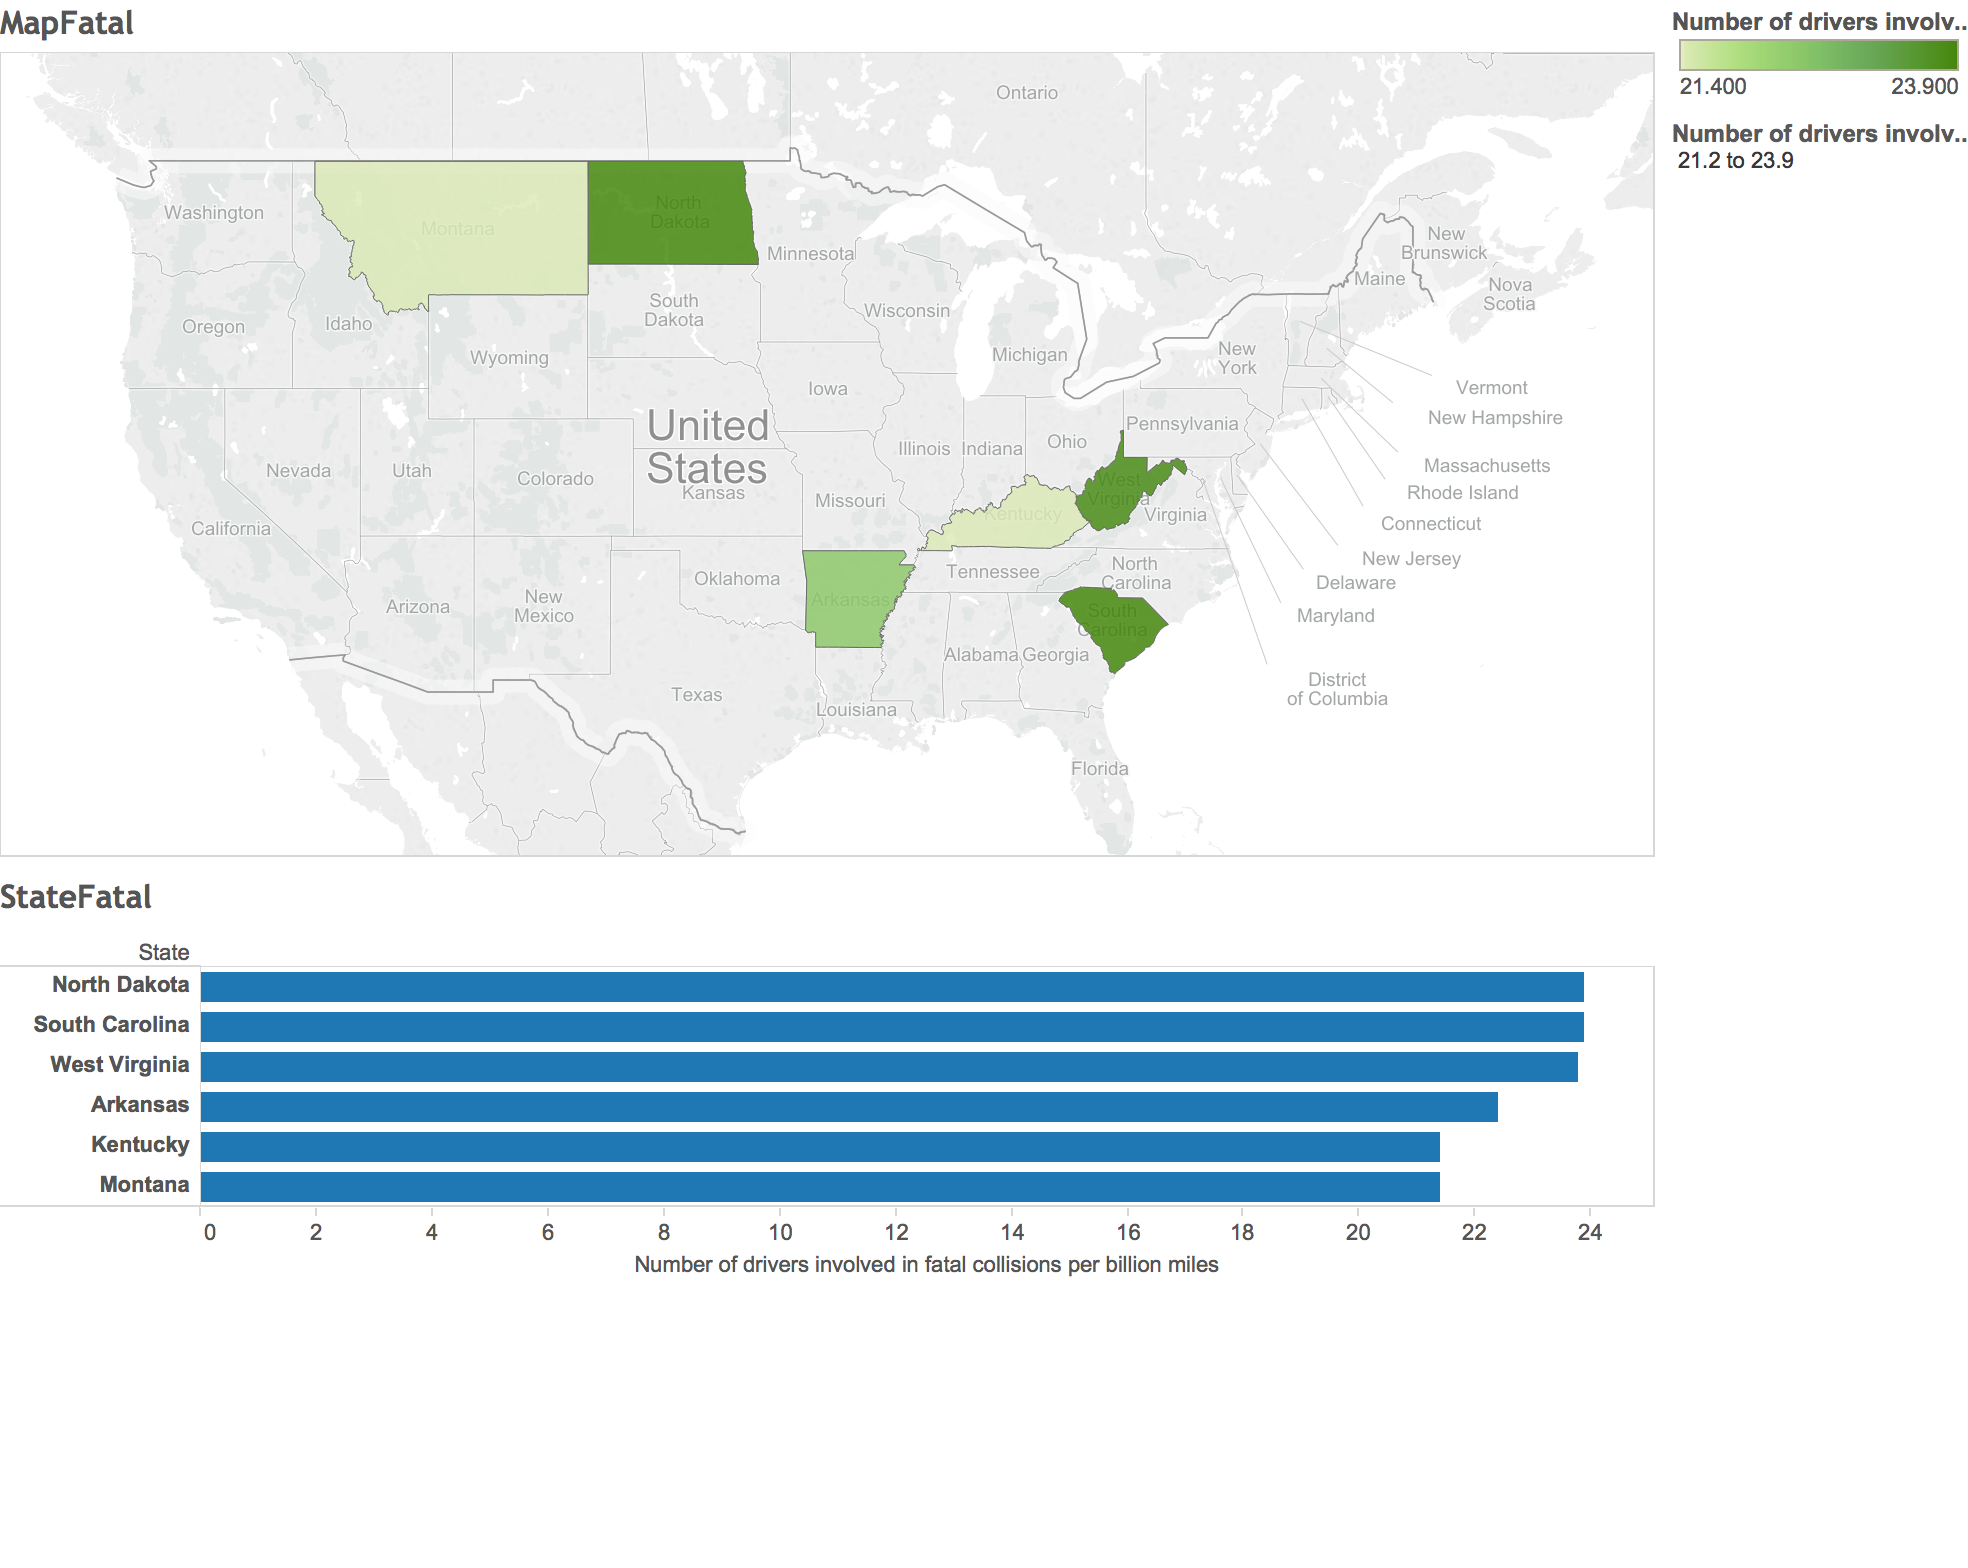 MapFatal
Number of drivers involv..
21.400
23.900
Number of drivers involv..
21.2 to 23.9
Ontario
Washington
Montana
North
Dakota
Minnesota
New
Brunswick
Maine
Nova
Scotia
Oregon
Idaho
South
Dakota
Wisconsin
Wyoming
Michigan
New
York
Vermont
Iowa
New Hampshire
United
States
Pennsylvania
Nevada
Utah
Colorado
Kansas
Illinois
Indiana
Ohio
Massachusetts
Rhode Island
Missouri
West
Virginia
Kentucky
Virginia
Connecticut
California
New Jersey
Delaware
Maryland
Oklahoma
Tennessee
North
Carolina
Arizona
New
Mexico
Arkansas
South
Carolina
Alabama
Georgia
District
of Columbia
Texas
Louisiana
Florida
StateFatal
State
North Dakota
South Carolina
West Virginia
Arkansas
Kentucky
Montana
0 2 4 6 8 10 12 14 16 18 20 22 24
Number of drivers involved in fatal collisions per billion miles